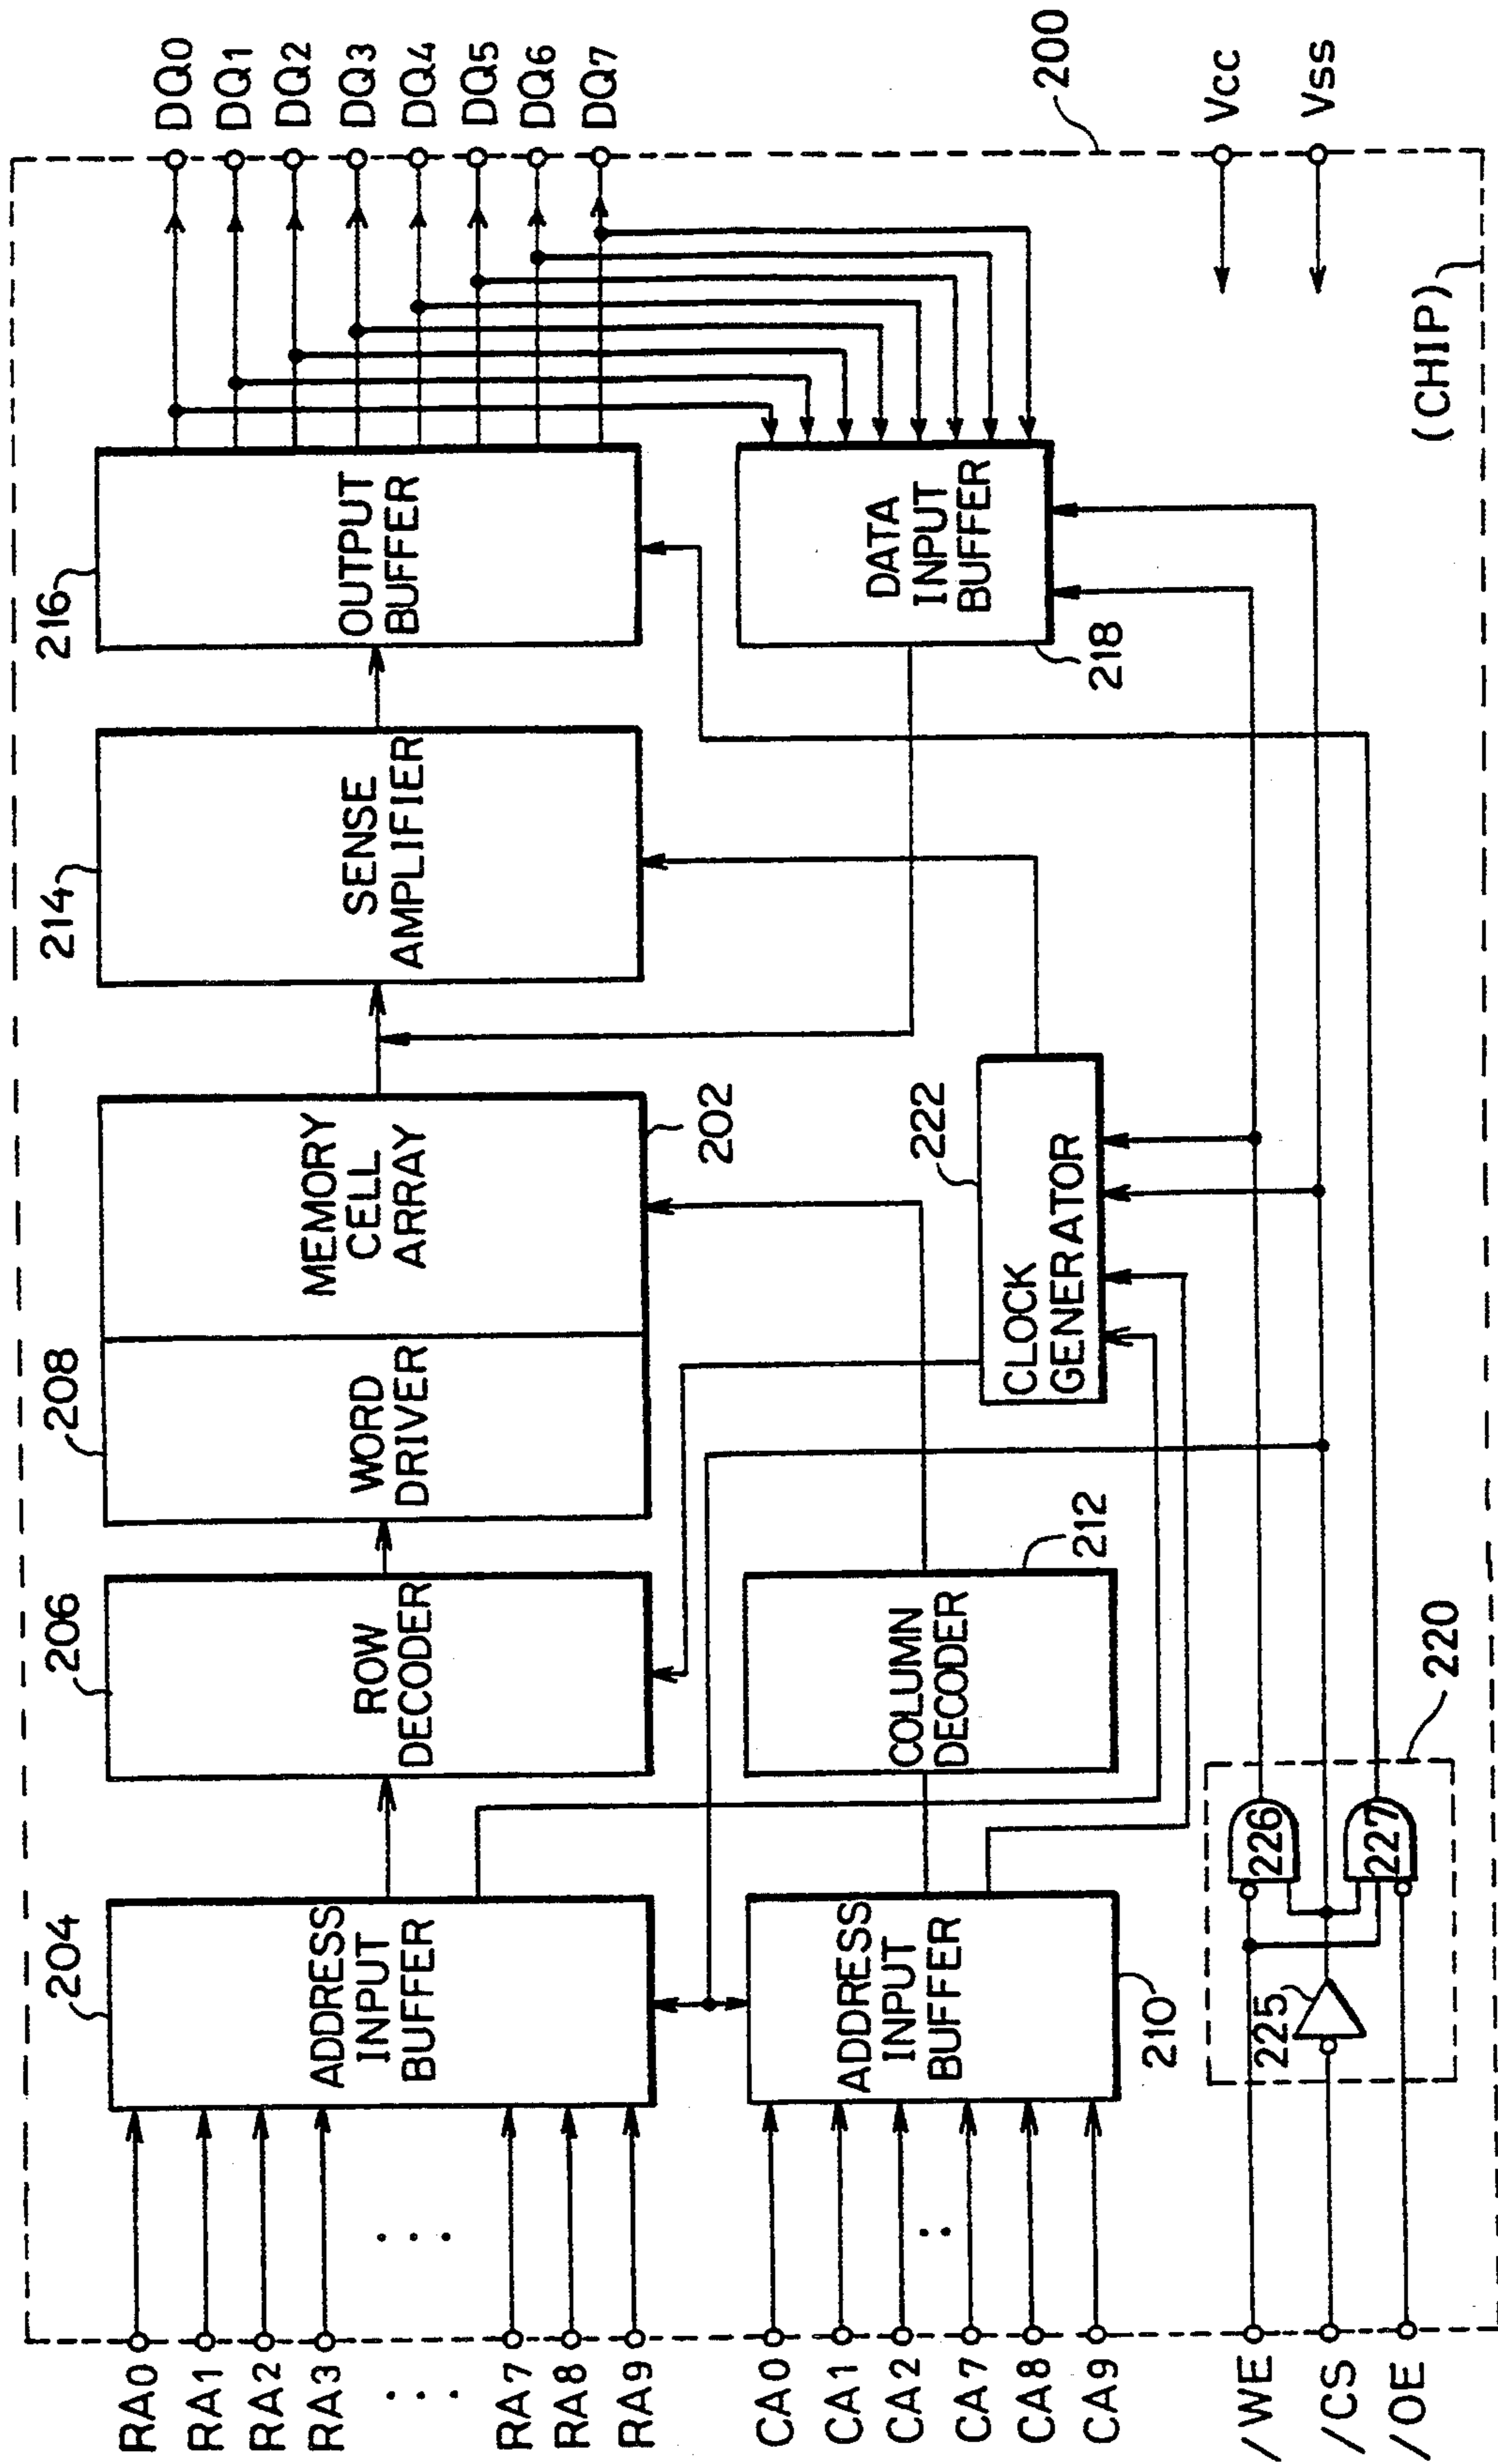 RA0
RA1
RA2
RA3
...
RA7
RA8
RA9
CA0
CA1
CA2
CA7
CA8
CA9
/WE
/CS
/OE
204
ADDRESS
INPUT
BUFFER
206
ROW
DECODER
208
WORD
DRIVER
MEMORY
CELL
ARRAY
202
214
SENSE
AMPLIFIER
216
OUTPUT
BUFFER
DQ0
DQ1
DQ2
DQ3
DQ4
DQ5
DQ6
DQ7
ADDRESS
INPUT
BUFFER
210
COLUMN
DECODER
212
222
CLOCK
GENERATOR
DATA
INPUT
BUFFER
218
225
226
227
220
200
Vcc
Vss
(CHIP)